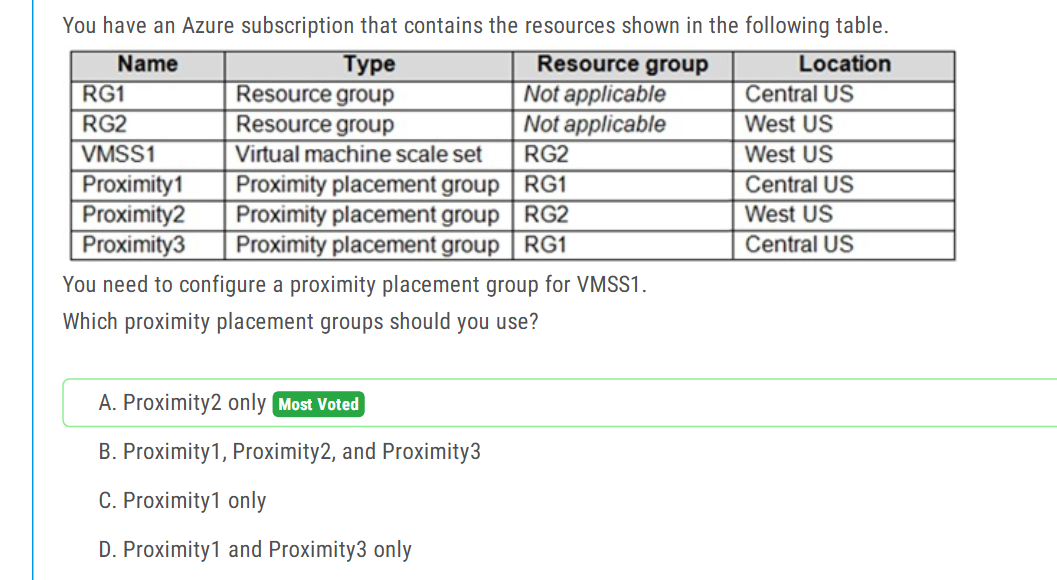 You have an Azure subscription that contains the resources shown in the following table.
Name Type Resource group Location
RG1 Resource group Not applicable Central US
RG2 Resource group Not applicable West US
VMSS1 Virtual machine scale set RG2 West US
Proximity1 Proximity placement group RG1 Central US
Proximity2 Proximity placement group RG2 West US
Proximity3 Proximity placement group RG1 Central US
You need to configure a proximity placement group for VMSS1.
Which proximity placement groups should you use?
A. Proximity2 only Most Voted
B. Proximity1, Proximity2, and Proximity3
C. Proximity1 only
D. Proximity1 and Proximity3 only